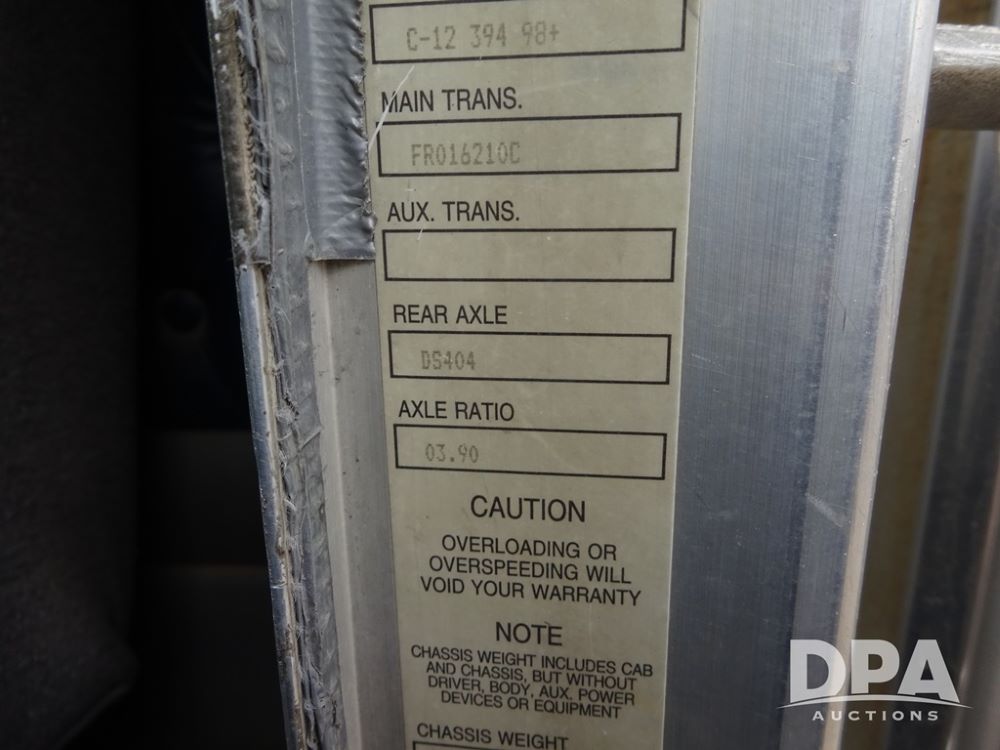 C-12 394 98+
MAIN TRANS.
FR016210C
AUX. TRANS.
REAR AXLE
DS404
AXLE RATIO
03.90
CAUTION
OVERLOADING OR
OVERSPEEDING WILL
VOID YOUR WARRANTY
NOTE
CHASSIS WEIGHT INCLUDES CAB
AND CHASSIS, BUT WITHOUT
DRIVER, BODY, AUX. POWER
DEVICES OR EQUIPMENT
CHASSIS WEIGHT
DPA
AUCTIONS